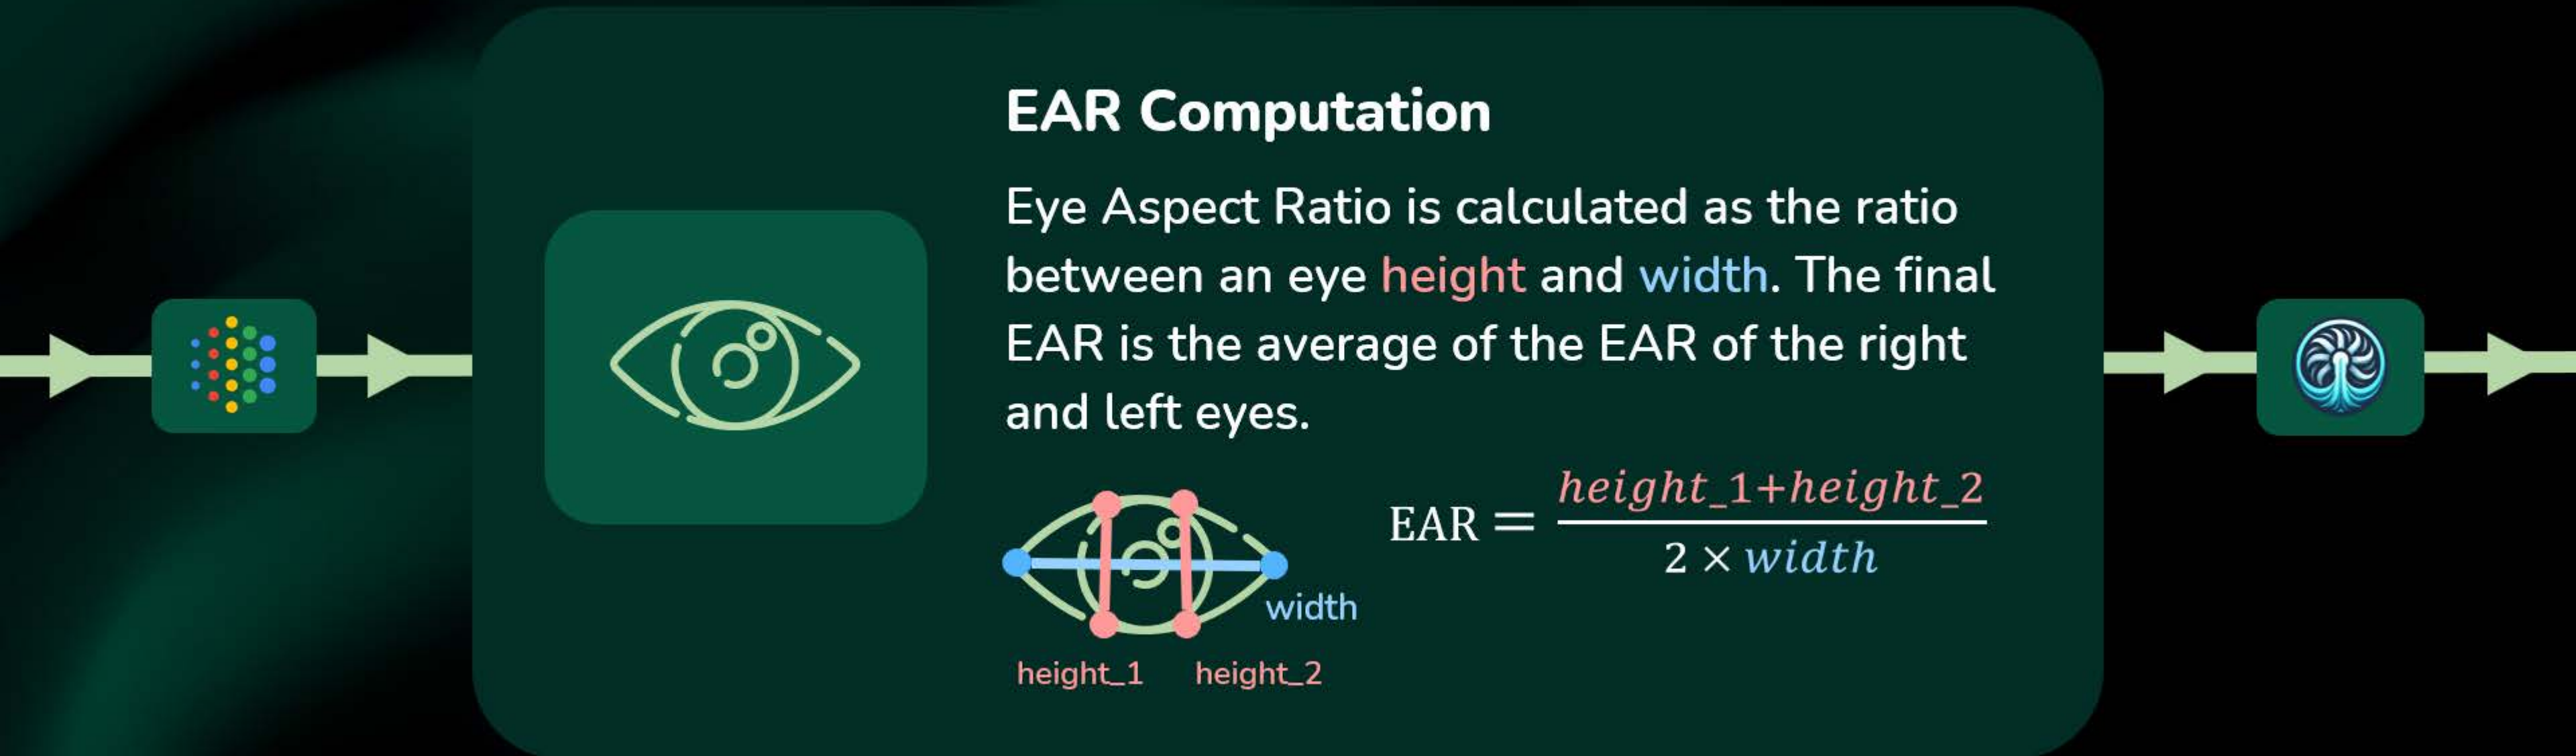 EAR Computation
Eye Aspect Ratio is calculated as the ratio
between an eye height and width. The final
EAR is the average of the EAR of the right
and left eyes.
EAR = height_1+height_2 / 2 × width
width
height_1 height_2